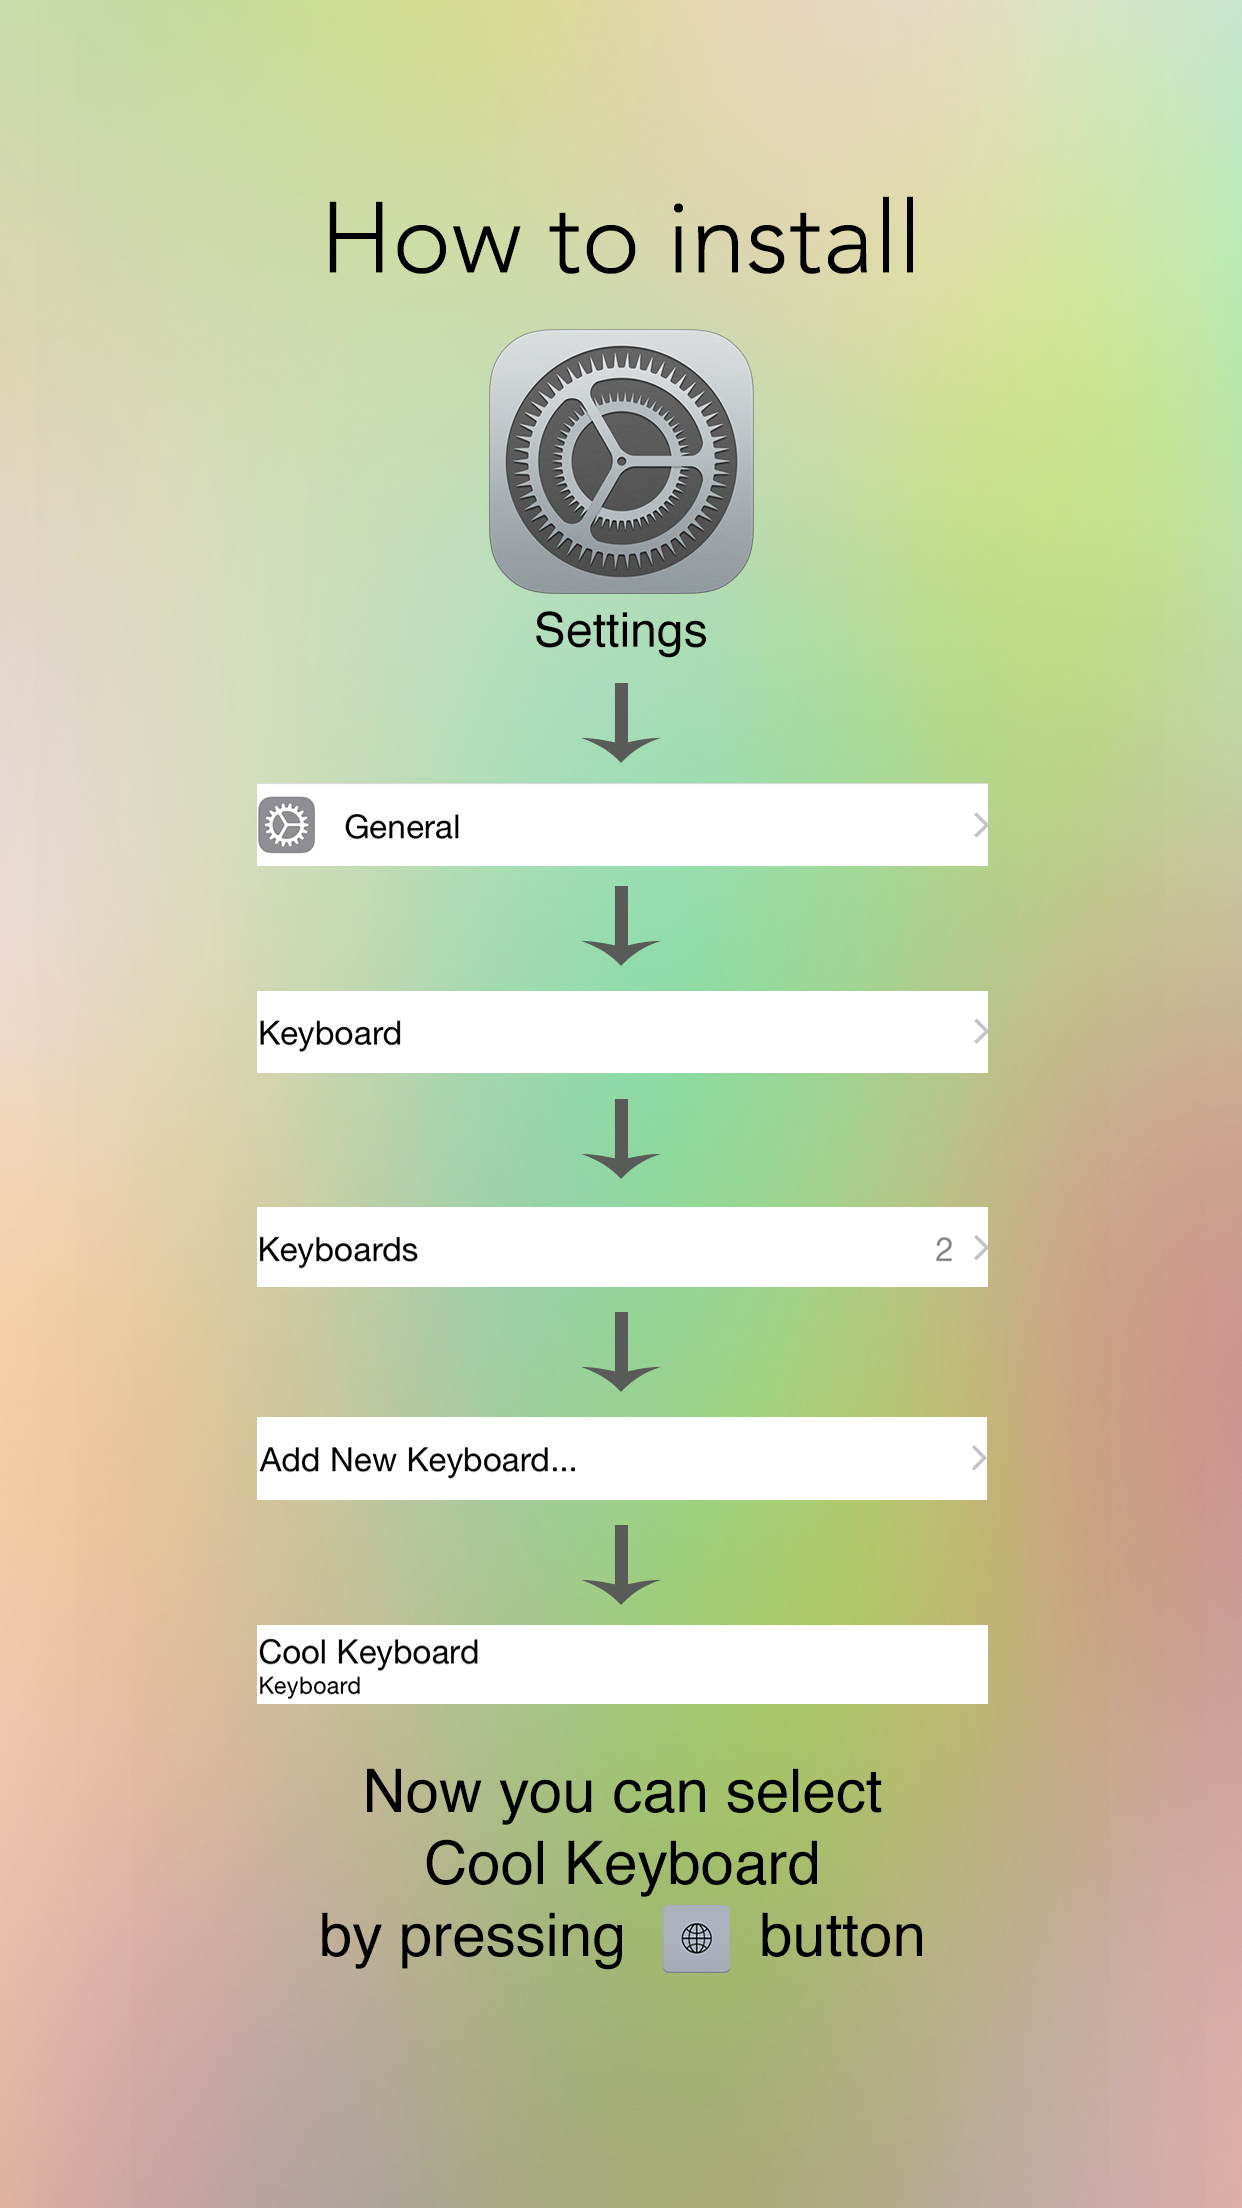 How to install
Settings
General
Keyboard
Keyboards 2
Add New Keyboard...
Cool Keyboard
Keyboard
Now you can select
Cool Keyboard
by pressing button